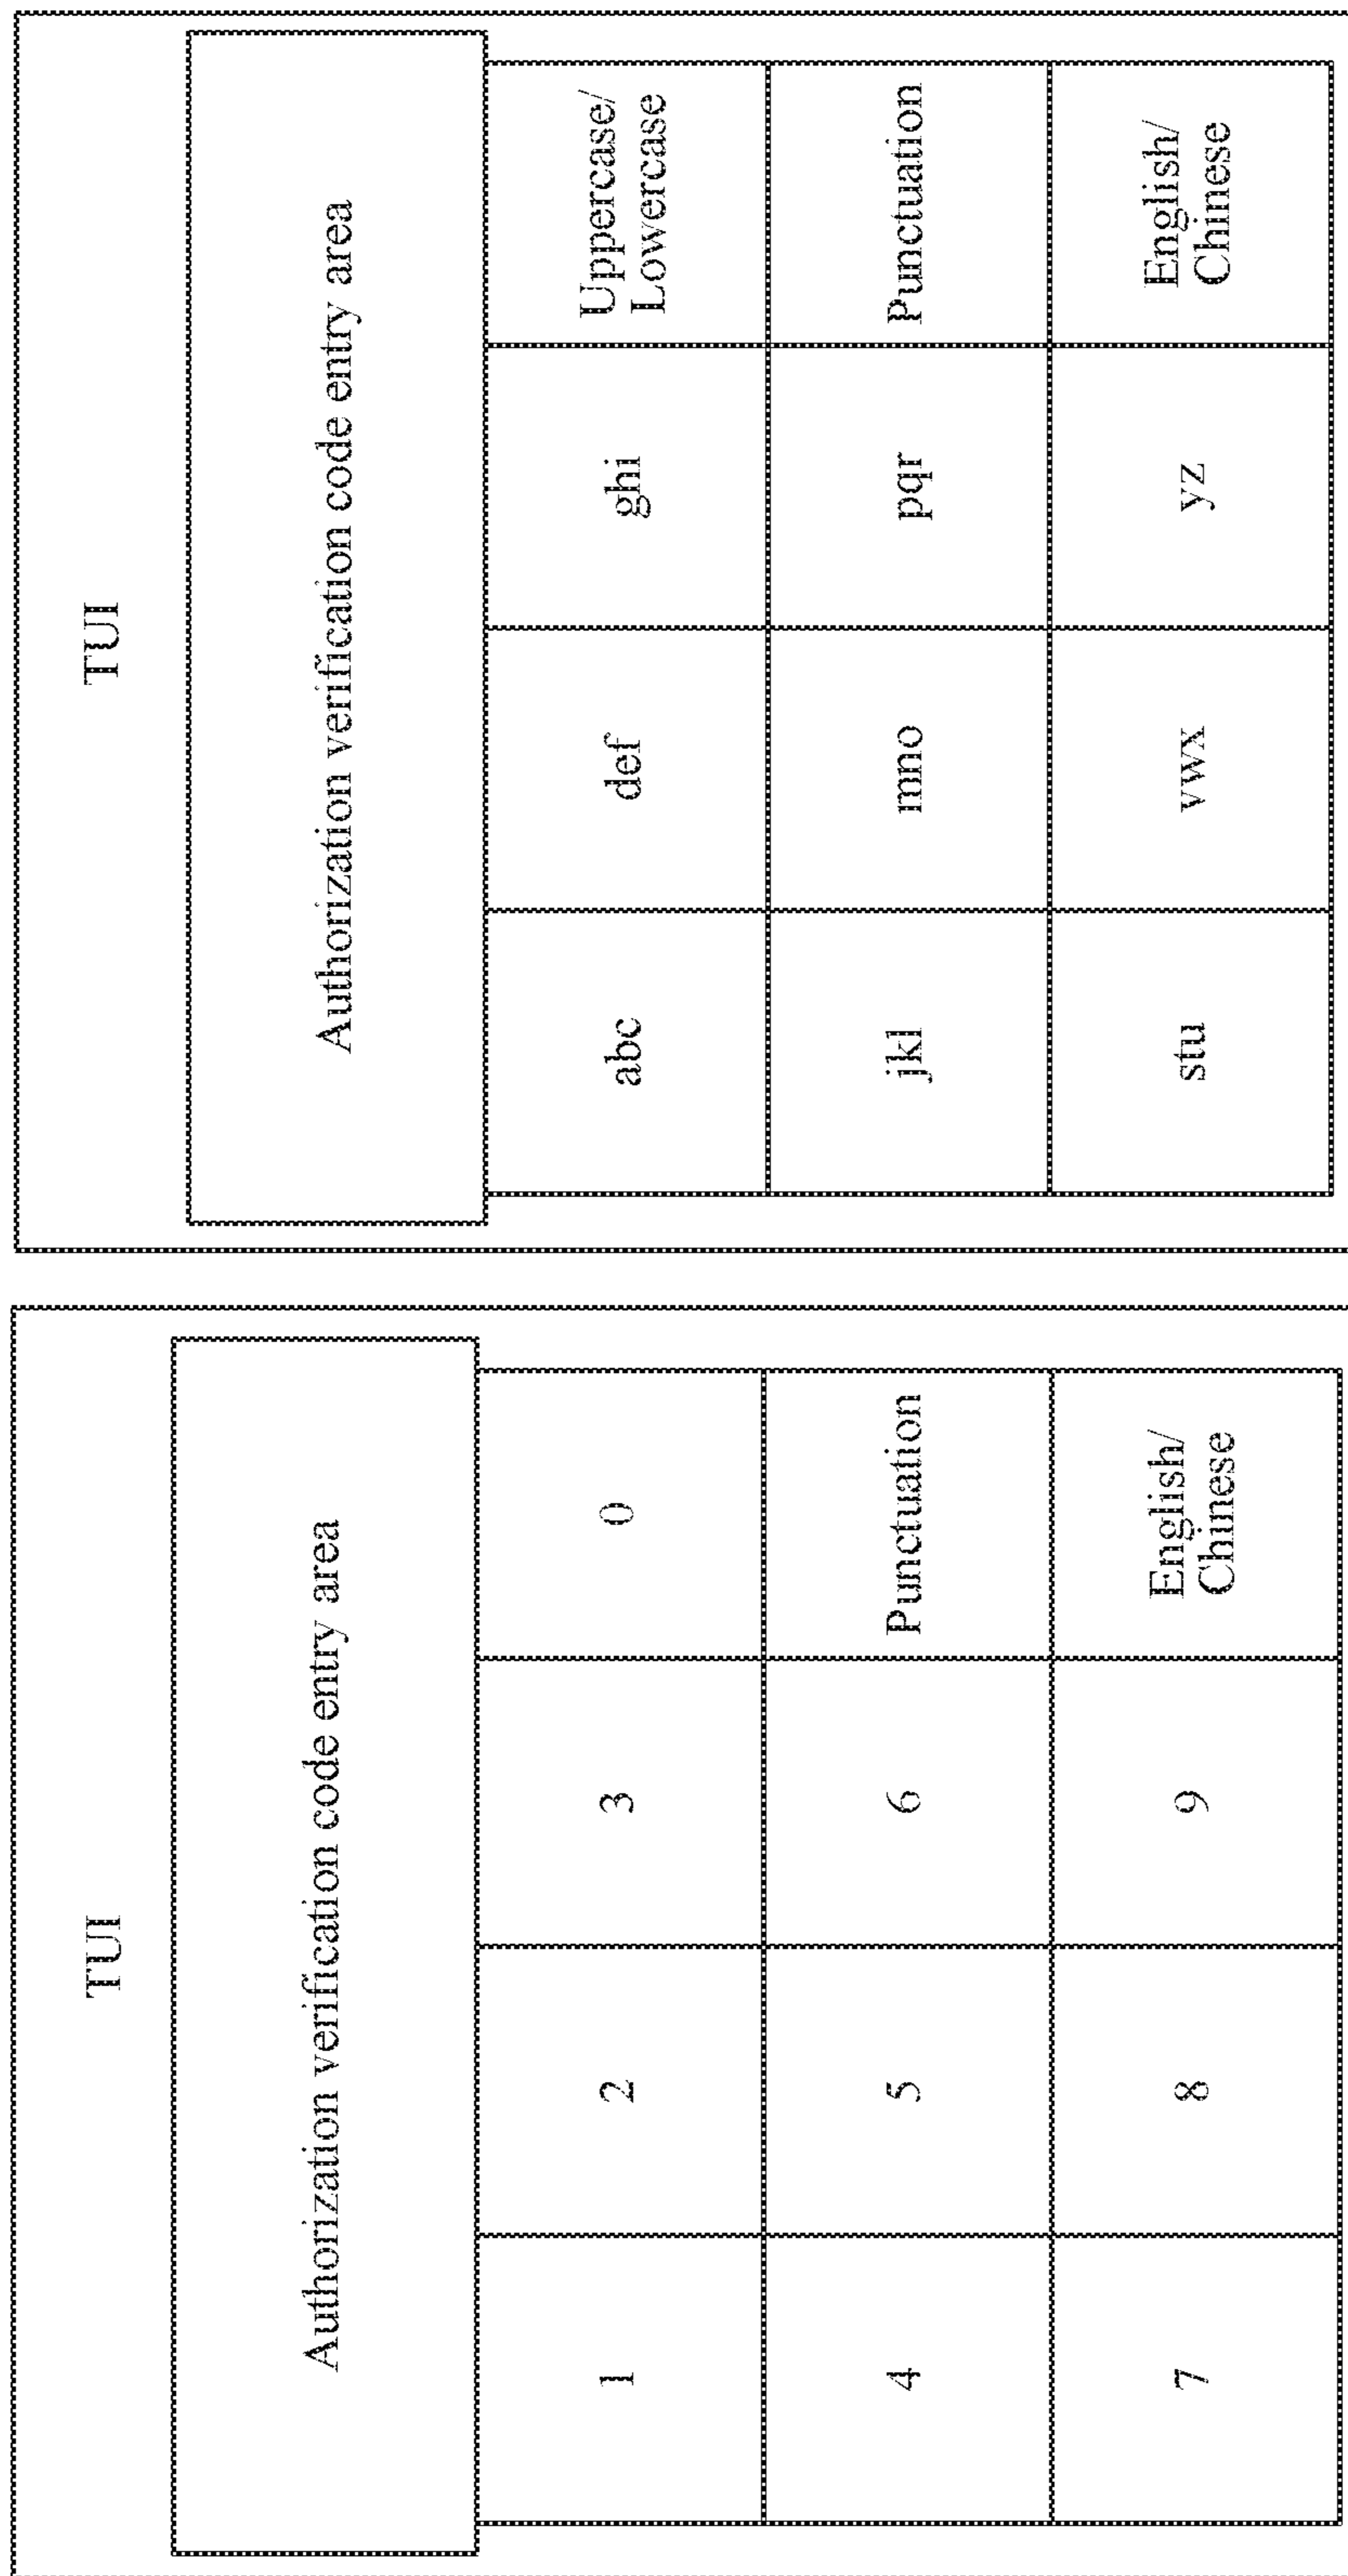 TUI
Authorization verification code entry area
1
2
3
0
4
5
6
Punctuation
7
8
9
English/
Chinese
TUI
Authorization verification code entry area
abc
def
ghi
Uppercase/
Lowercase
jkl
mno
pqr
Punctuation
stu
vwx
yz
English/
Chinese